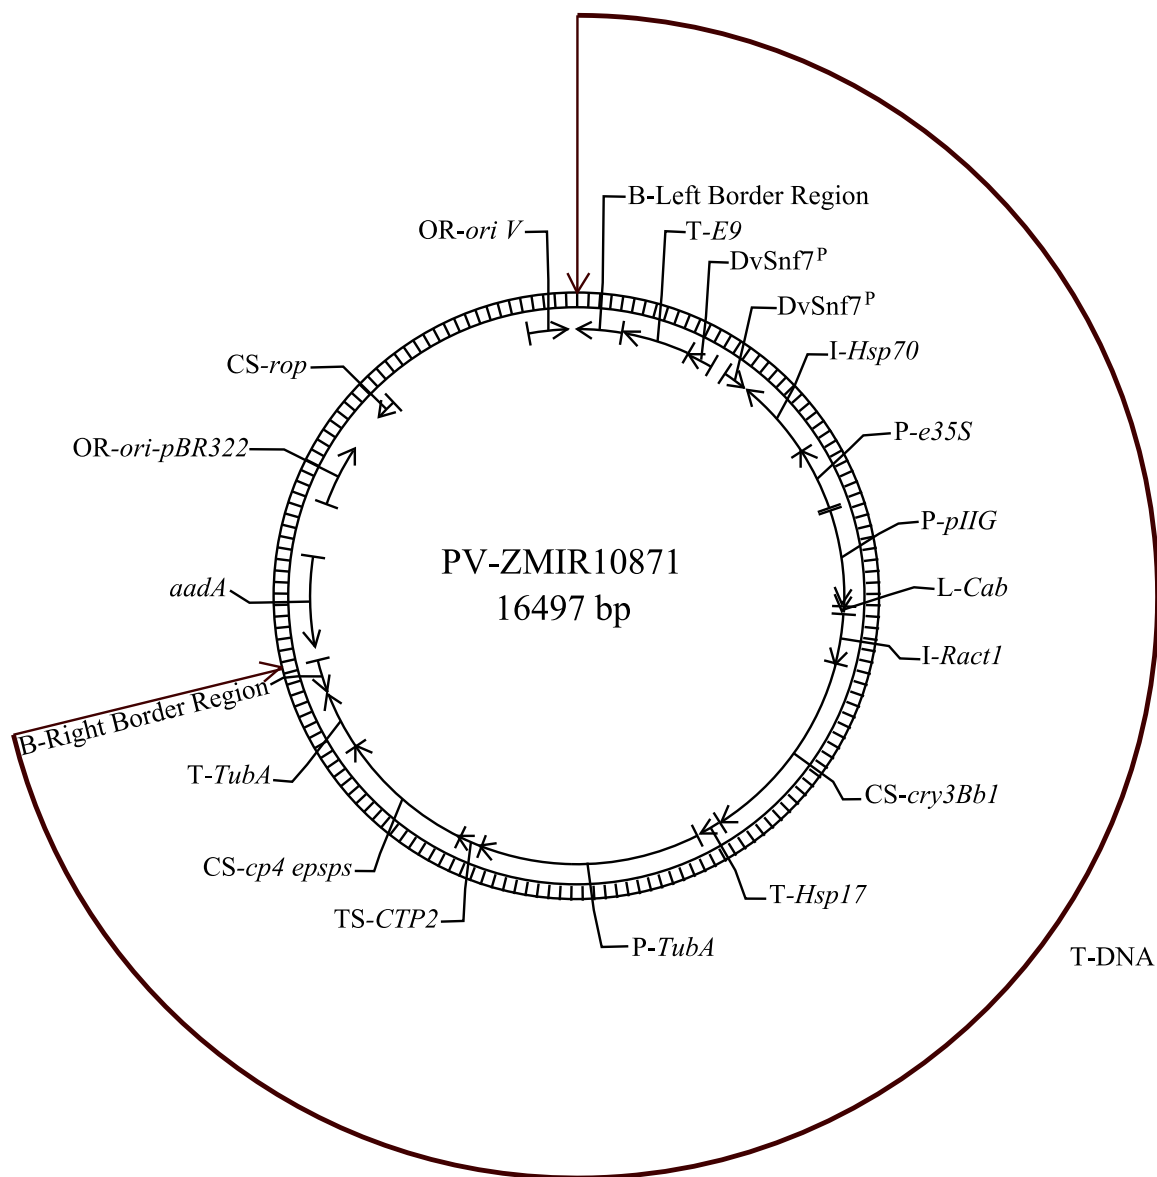 B-Left Border Region
OR-ori V
T-E9
DvSnf7ᴾ
DvSnf7ᴾ
I-Hsp70
CS-rop
P-e35S
OR-ori-pBR322
P-pIIG
PV-ZMIR10871
16497 bp
aadA
L-Cab
I-Ract1
B-Right Border Region
T-TubA
CS-cry3Bb1
CS-cp4 epsps
T-Hsp17
TS-CTP2
P-TubA
T-DNA